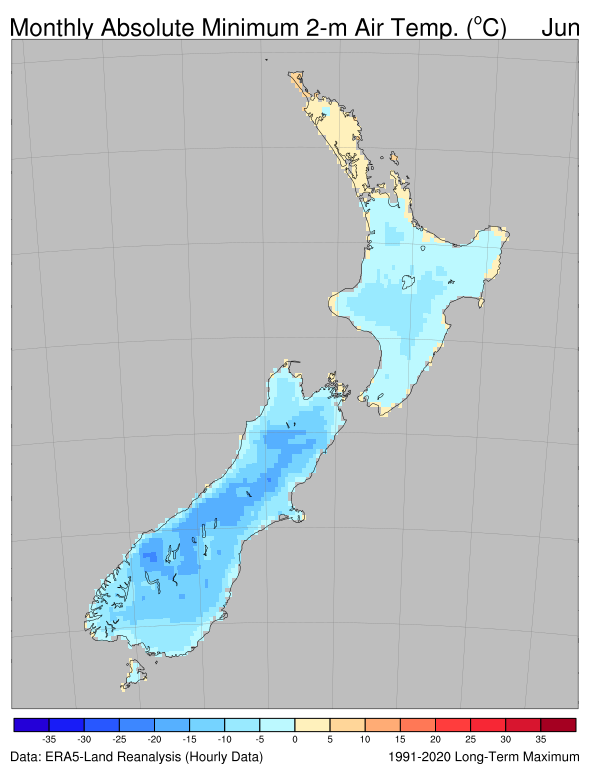 Monthly Absolute Minimum 2-m Air Temp. (°C) Jun
-35 -30 -25 -20 -15 -10 -5 0 5 10 15 20 25 30 35
Data: ERA5-Land Reanalysis (Hourly Data) 1991-2020 Long-Term Maximum